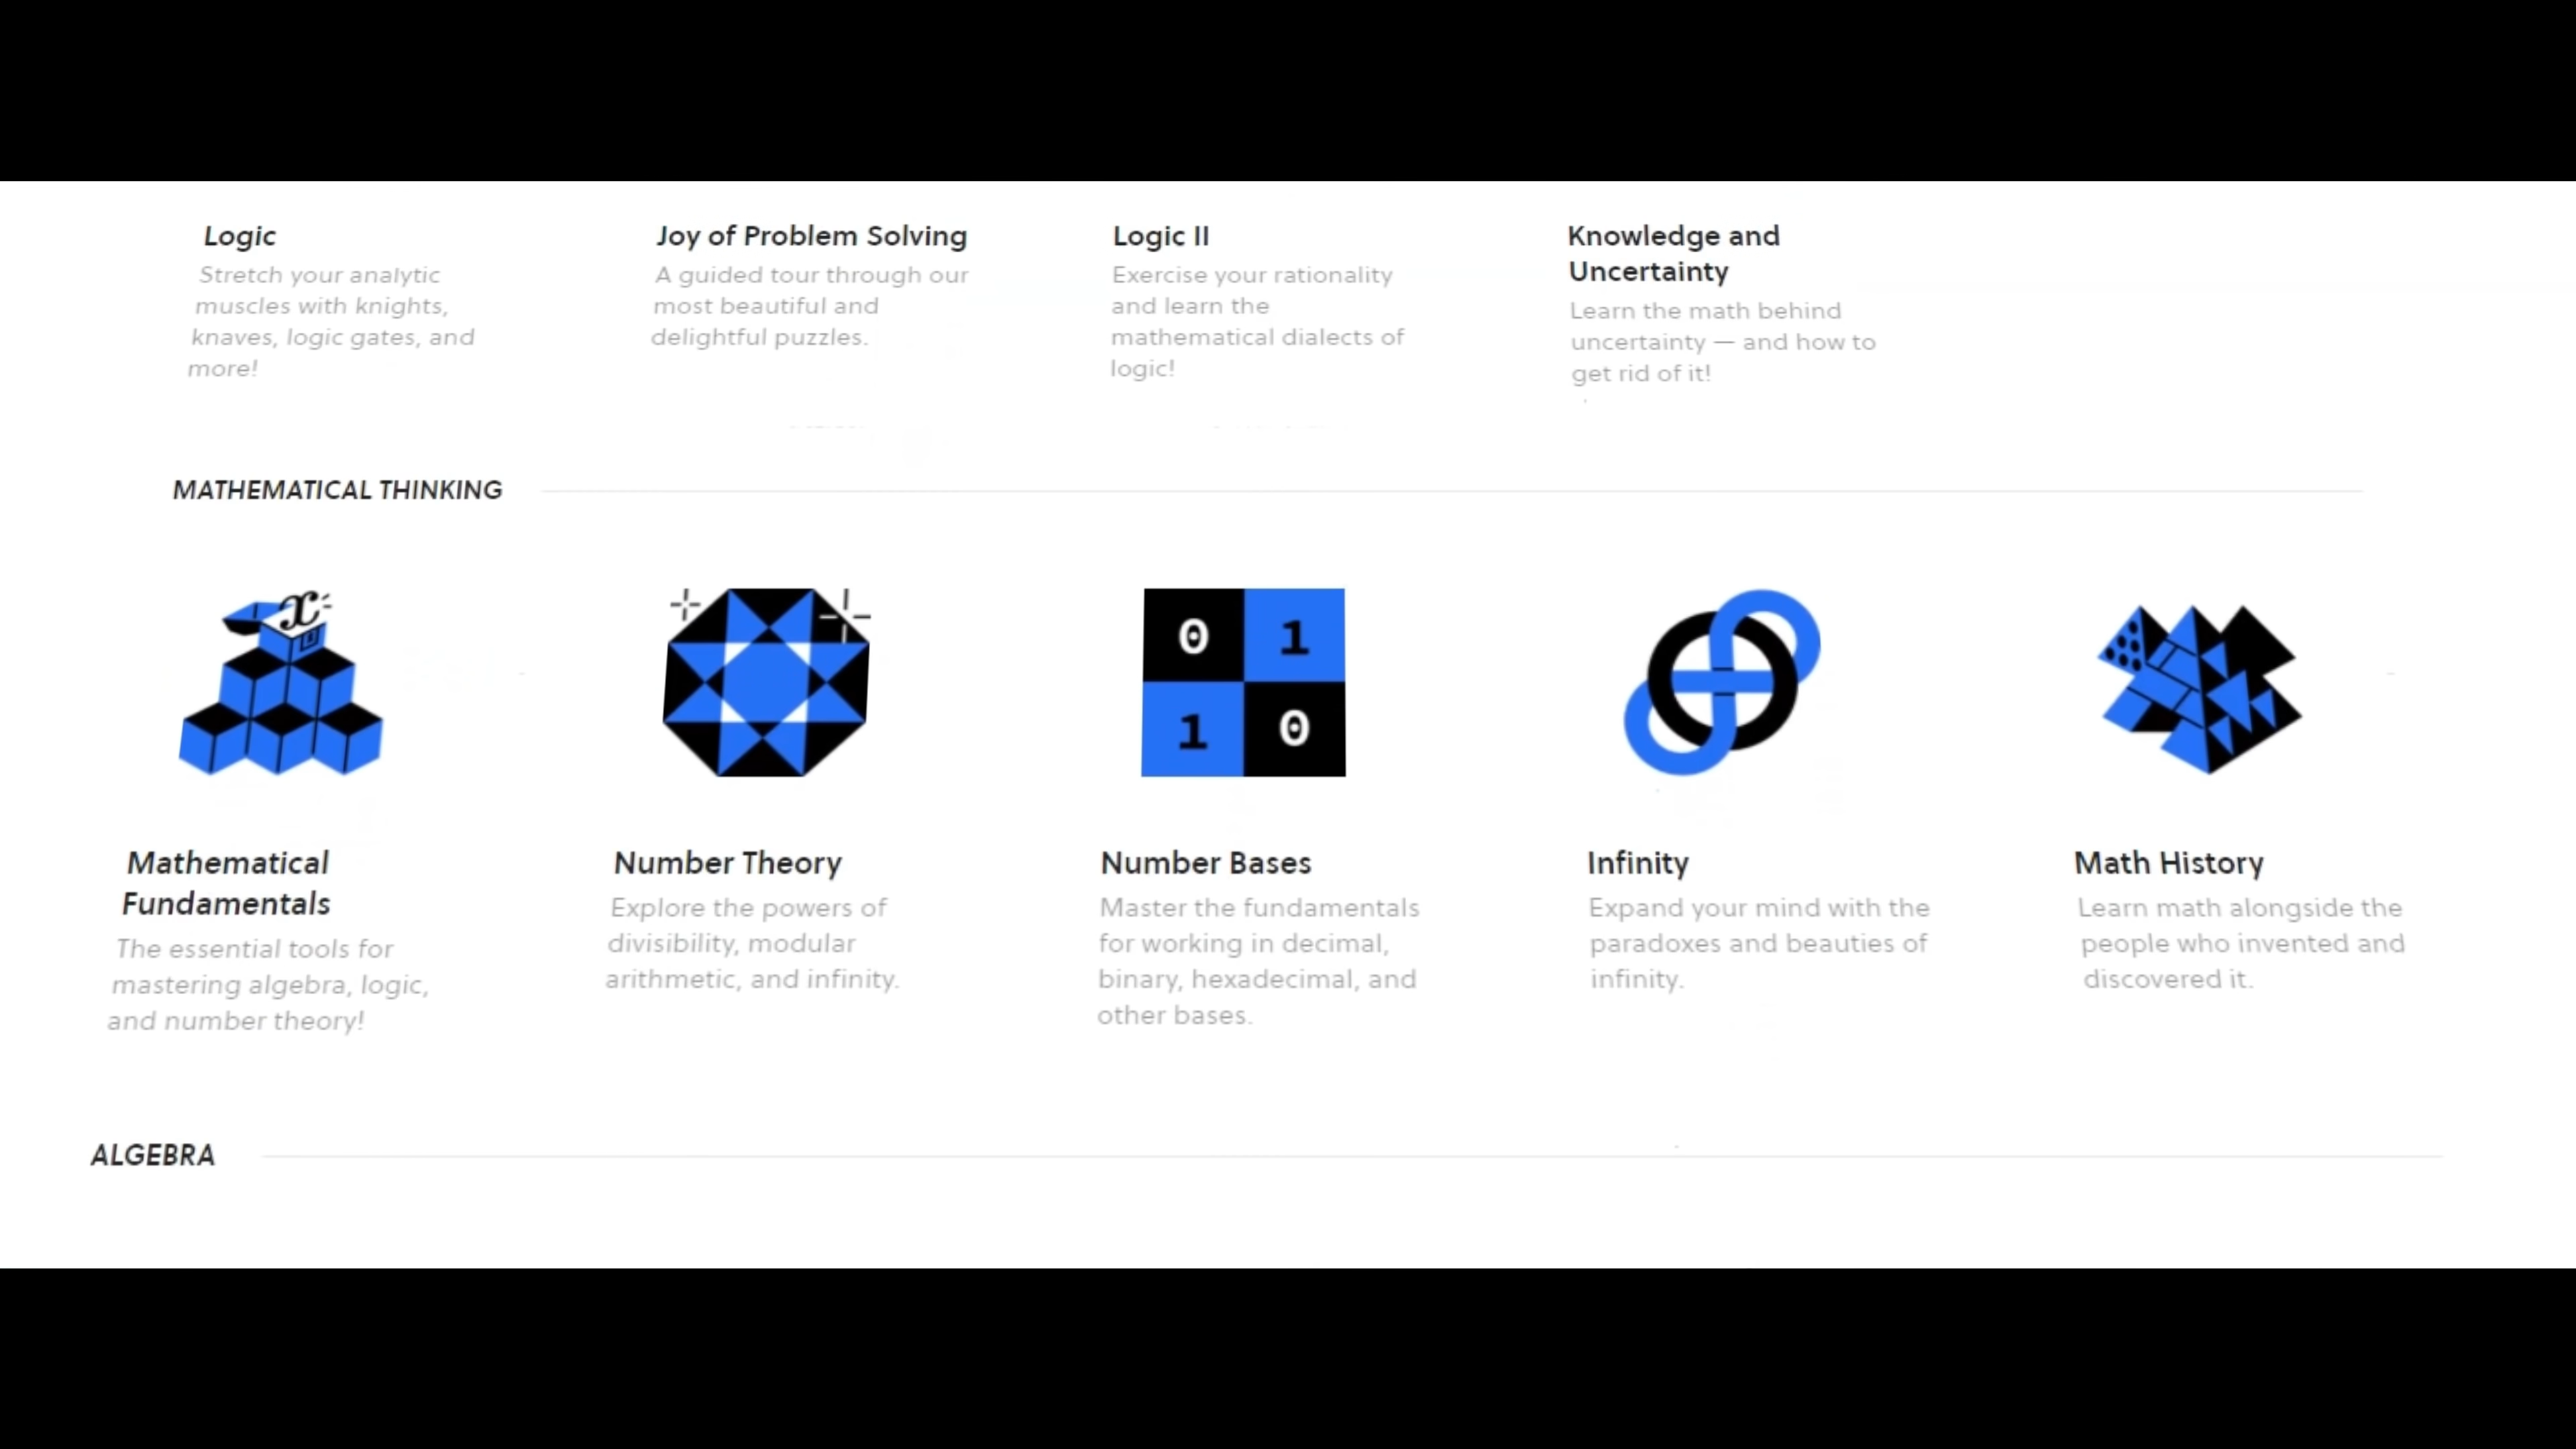 Logic
Stretch your analytic
muscles with knights,
knaves, logic gates, and
more!
Joy of Problem Solving
A guided tour through our
most beautiful and
delightful puzzles.
Logic II
Exercise your rationality
and learn the
mathematical dialects of
logic!
Knowledge and
Uncertainty
Learn the math behind
uncertainty — and how to
get rid of it!
MATHEMATICAL THINKING
x
0 1
1 0
Mathematical
Fundamentals
The essential tools for
mastering algebra, logic,
and number theory!
Number Theory
Explore the powers of
divisibility, modular
arithmetic, and infinity.
Number Bases
Master the fundamentals
for working in decimal,
binary, hexadecimal, and
other bases.
Infinity
Expand your mind with the
paradoxes and beauties of
infinity.
Math History
Learn math alongside the
people who invented and
discovered it.
ALGEBRA